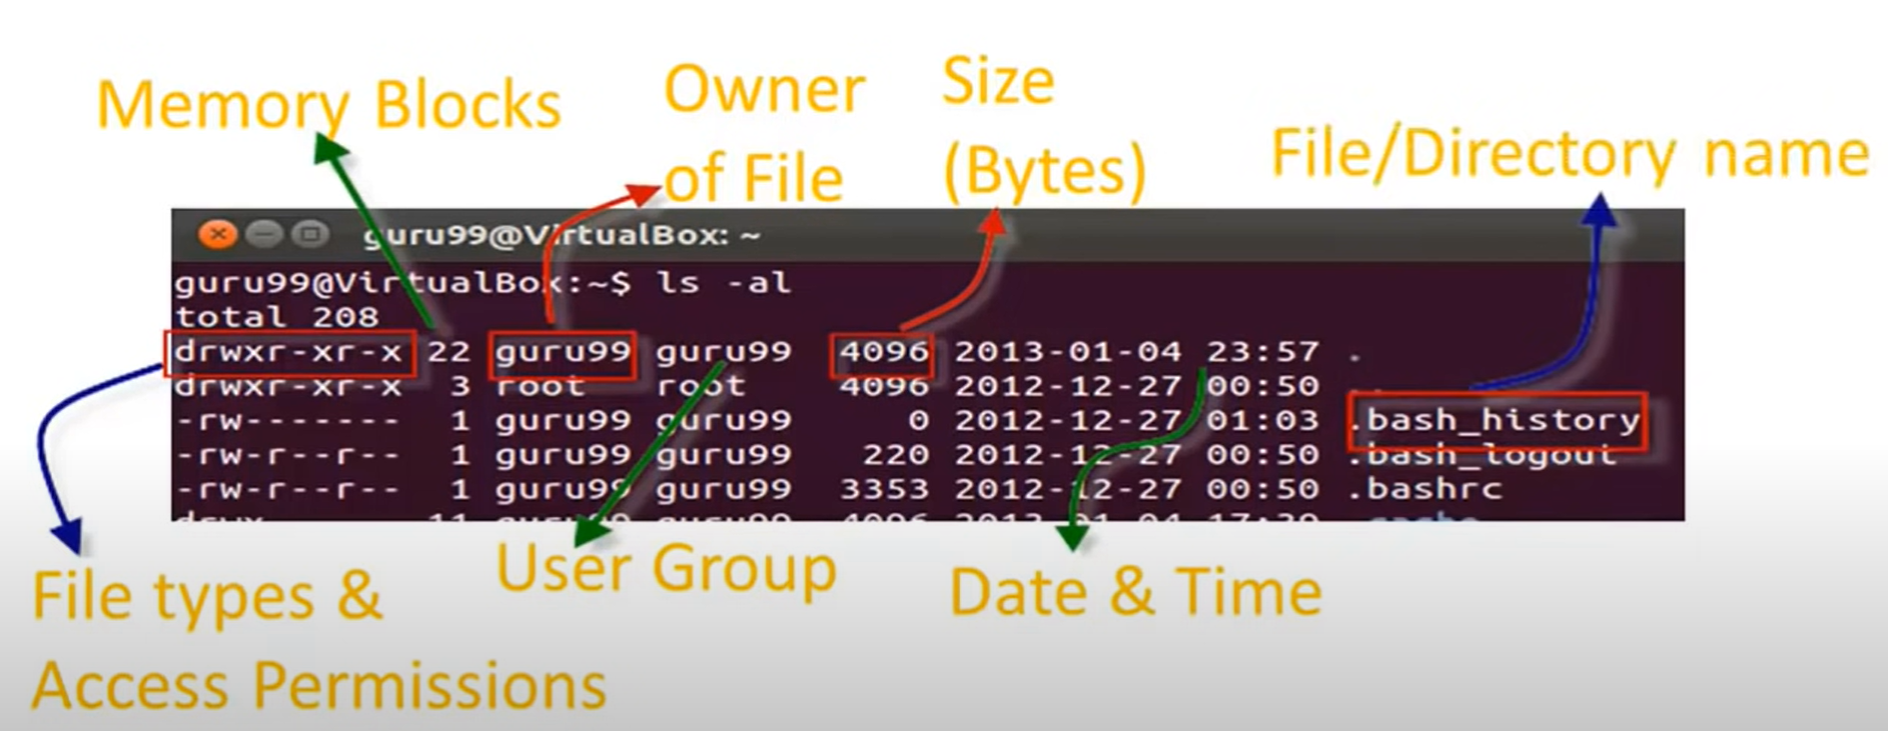 Memory Blocks
Owner
of File
Size
(Bytes)
File/Directory name
guru99@VirtualBox: ~
guru99@VirtualBox:~$ ls -al
total 208
drwxr-xr-x 22 guru99 guru99 4096 2013-01-04 23:57 .
drwxr-xr-x 3 root root 4096 2012-12-27 00:50 ..
-rw------- 1 guru99 guru99 0 2012-12-27 01:03 .bash_history
-rw-r--r-- 1 guru99 guru99 220 2012-12-27 00:50 .bash_logout
-rw-r--r-- 1 guru99 guru99 3353 2012-12-27 00:50 .bashrc
User Group
Date & Time
File types &
Access Permissions